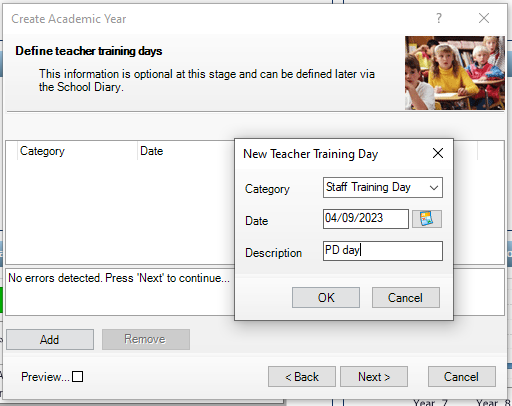 Create Academic Year
?
Define teacher training days
This information is optional at this stage and can be defined later via
the School Diary.
Category Date
New Teacher Training Day
Category Staff Training Day
Date 04/09/2023
Description PD day
OK Cancel
No errors detected. Press 'Next' to continue...
Add Remove
Preview... < Back Next > Cancel
Year 7 Year 8